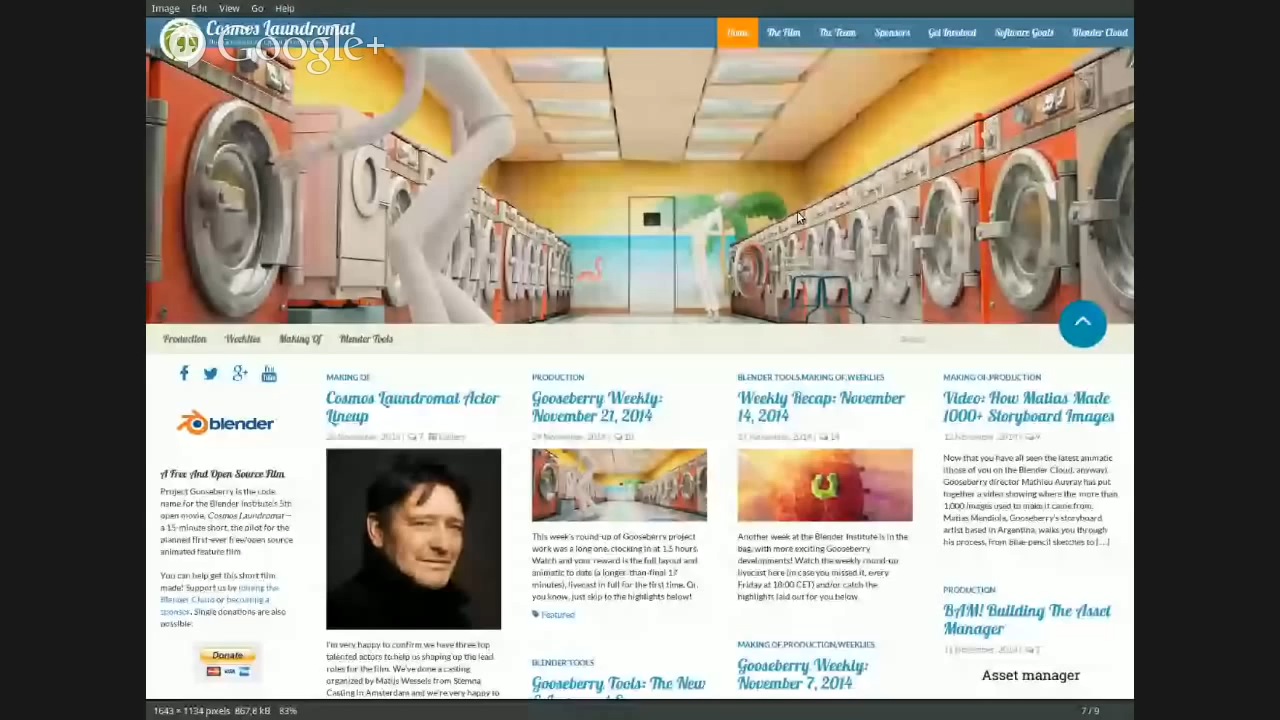 Image Edit View Go Help
Cosmos Laundromat
Google+
Home The Film The Team Sponsors Get Involved Software Goals Blender Cloud
Production Weeklies Making Of Blender Tools
blender
A Free And Open Source Film
Project Gooseberry is the code
name for the Blender Institute's 5th
open movie, Cosmos Laundromat –
a 15-minute short, the pilot for the
planned first-ever free/open source
animated feature film
You can help get this short film
made! Support us by joining the
Blender Cloud or becoming a
sponsor. Single donations are also
possible:
Donate
MAKING OF
Cosmos Laundromat Actor
Lineup
I'm very happy to confirm we have three top
talented actors to help us shaping up the lead
roles for the film. We've done a casting
organized by Matijs Wessels from Stemna
Casting in Amsterdam and we're very happy to
PRODUCTION
Gooseberry Weekly:
November 21, 2014
This week's round-up of Gooseberry project
work was a long one, clocking in at 1.5 hours.
Watch and your reward is the full layout and
animatic to date (a longer-than-final 17
minutes), livecast in full for the first time. Or,
you know, just skip to the highlights below!
Featured
BLENDER TOOLS
Gooseberry Tools: The New
BLENDER TOOLS,MAKING OF,WEEKLIES
Weekly Recap: November
14, 2014
Another week at the Blender Institute is in the
bag, with more exciting Gooseberry
developments! Watch the weekly round-up
livecast here (in case you missed it, every
Friday at 18:00 CET) and/or catch the
highlights laid out for you below.
MAKING OF,PRODUCTION,WEEKLIES
Gooseberry Weekly:
November 7, 2014
MAKING OF,PRODUCTION
Video: How Matias Made
1000+ Storyboard Images
Now that you have all seen the latest animatic
(those of you on the Blender Cloud, anyway),
Gooseberry director Mathieu Auvray has put
together a video showing where the more than
1,000 images used to make it came from.
Matias Mendiola, Gooseberry's storyboard
artist based in Argentina, walks you through
his process, from blue-pencil sketches to [...]
PRODUCTION
BAM! Building The Asset
Manager
Asset manager
1643 × 1134 pixels 867,6 kB 83%
7 / 9